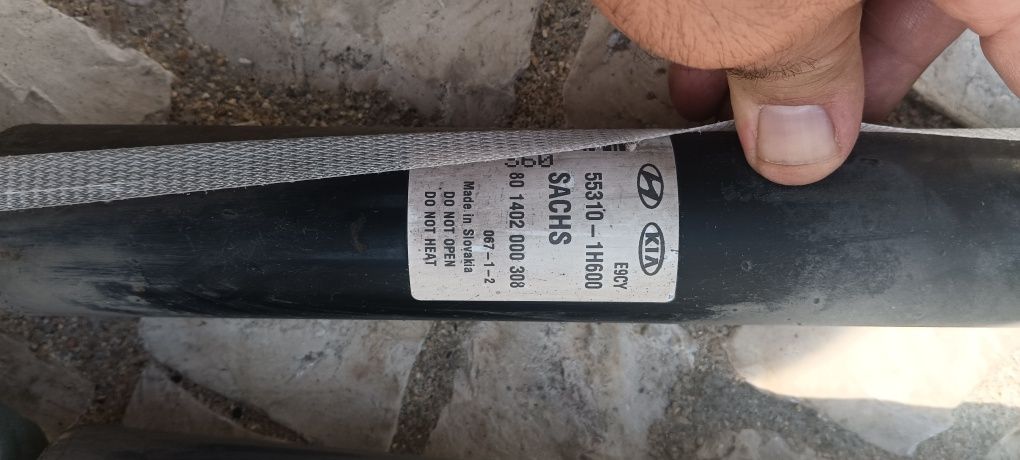 KIA
E9CY
55310-1H600
SACHS
80 1402 000 308
067-1-2
Made in Slovakia
DO NOT OPEN
DO NOT HEAT